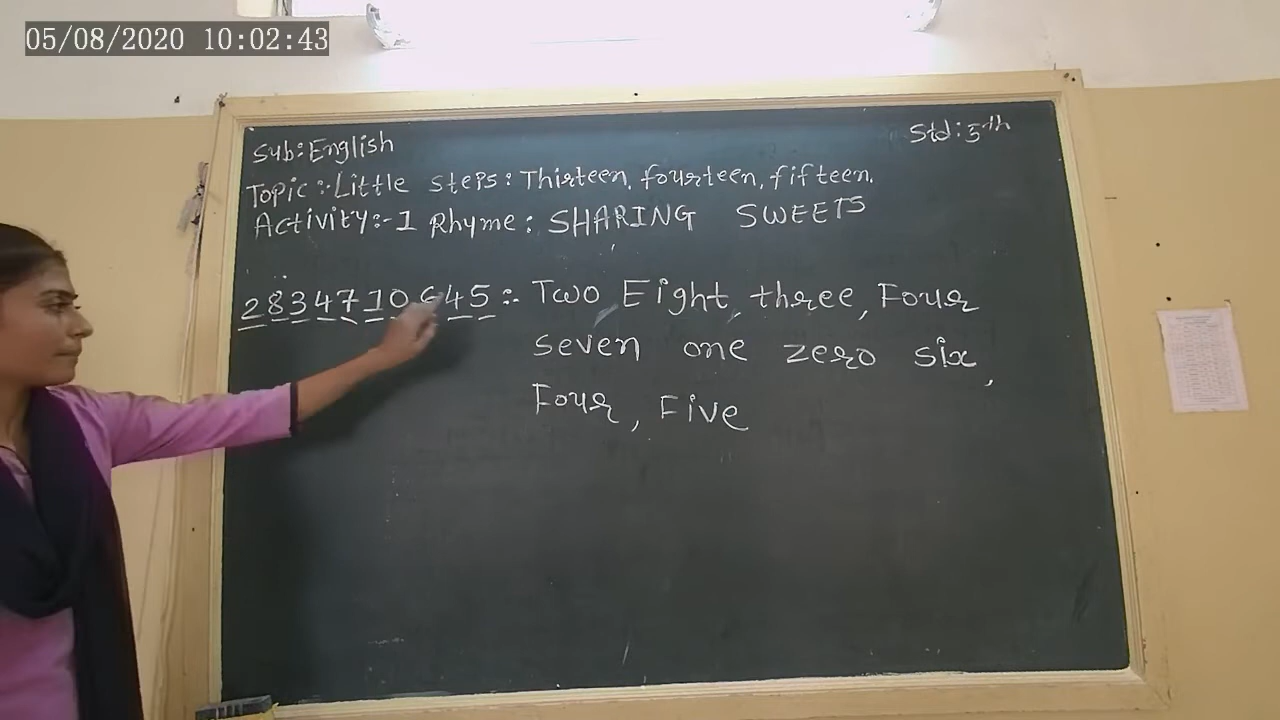 05/08/2020 10:02:43
Sub:English
Std:5th
Topic:-Little steps: Thirteen, fourteen, fifteen.
Activity:-1 Rhyme: SHARING SWEETS
2834710645:- Two Eight, three, Four
seven one zero six,
Four, Five